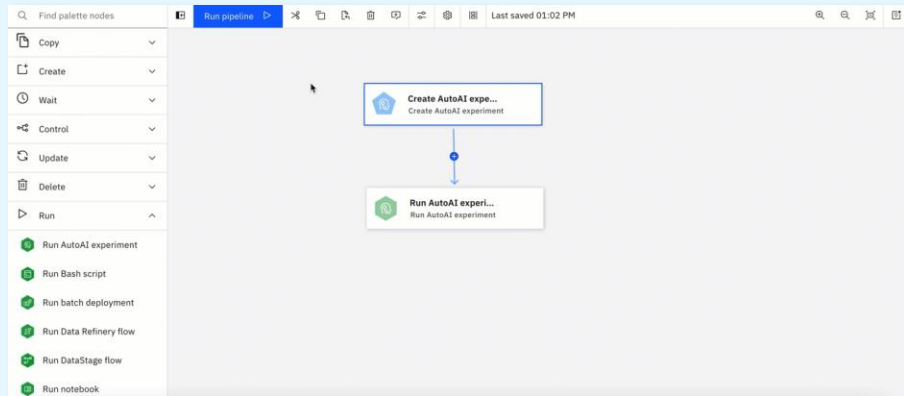 Find palette nodes
Run pipeline
Last saved 01:02 PM
Copy
Create
Wait
Control
Update
Delete
Run
Run AutoAI experiment
Run Bash script
Run batch deployment
Run Data Refinery flow
Run DataStage flow
Run notebook
Create AutoAI expe...
Create AutoAI experiment
Run AutoAI experi...
Run AutoAI experiment